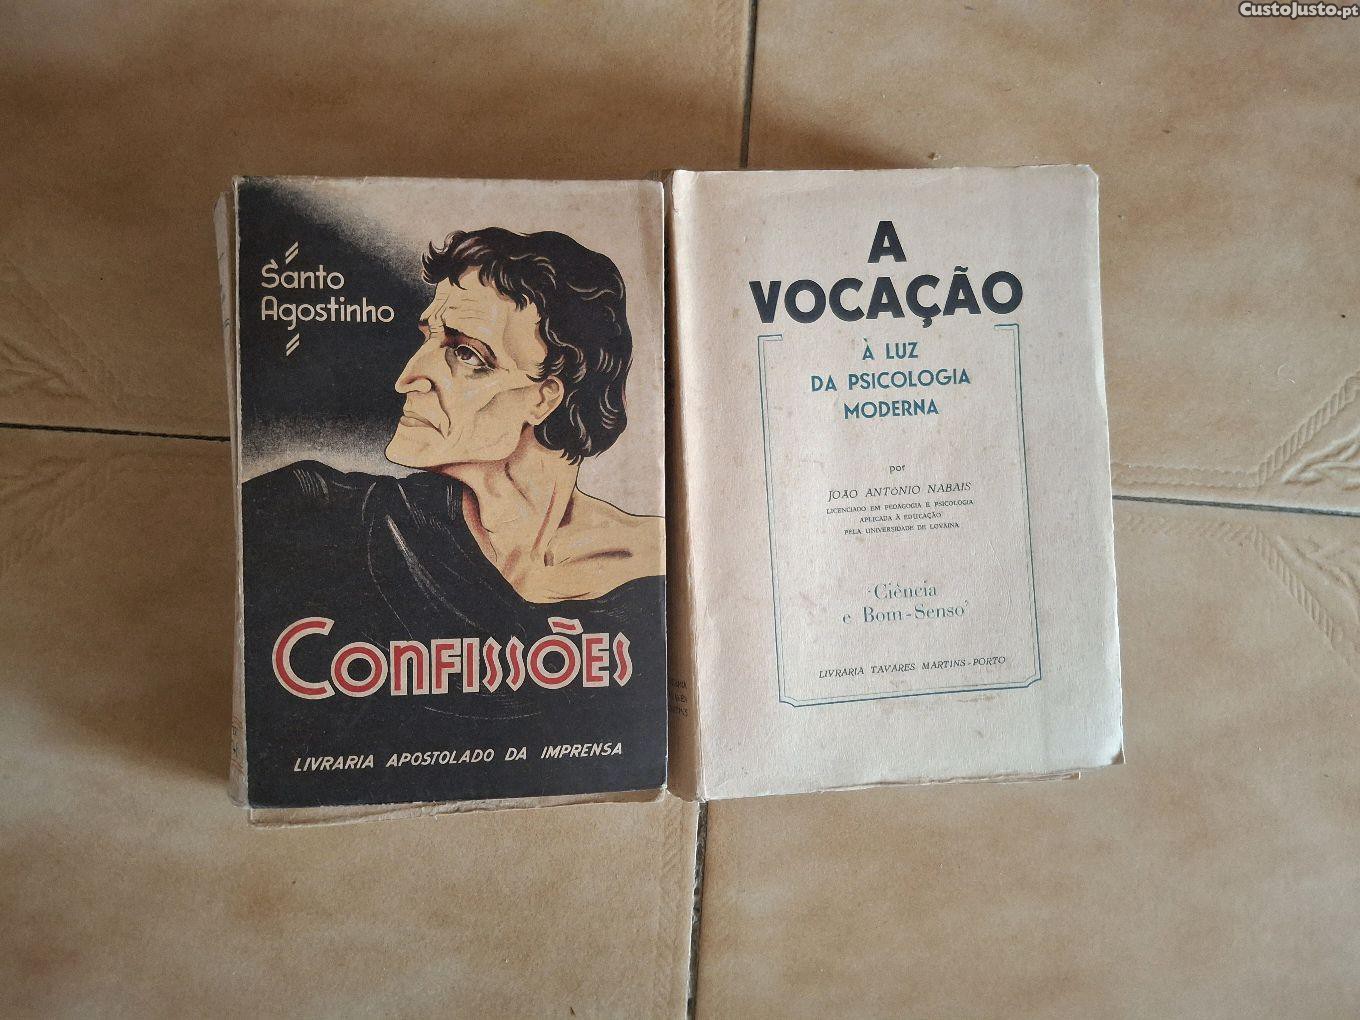 CustoJusto.pt
Santo
Agostinho
CONFISSÕES
LIVRARIA APOSTOLADO DA IMPRENSA
A
VOCAÇÃO
À LUZ
DA PSICOLOGIA
MODERNA
por
JOÃO ANTÓNIO NABAIS
LICENCIADO EM PEDAGOGIA E PSICOLOGIA
APLICADA À EDUCAÇÃO
PELA UNIVERSIDADE DE LOVAINA
"Ciência
e Bom-Senso"
LIVRARIA TAVARES MARTINS-PORTO